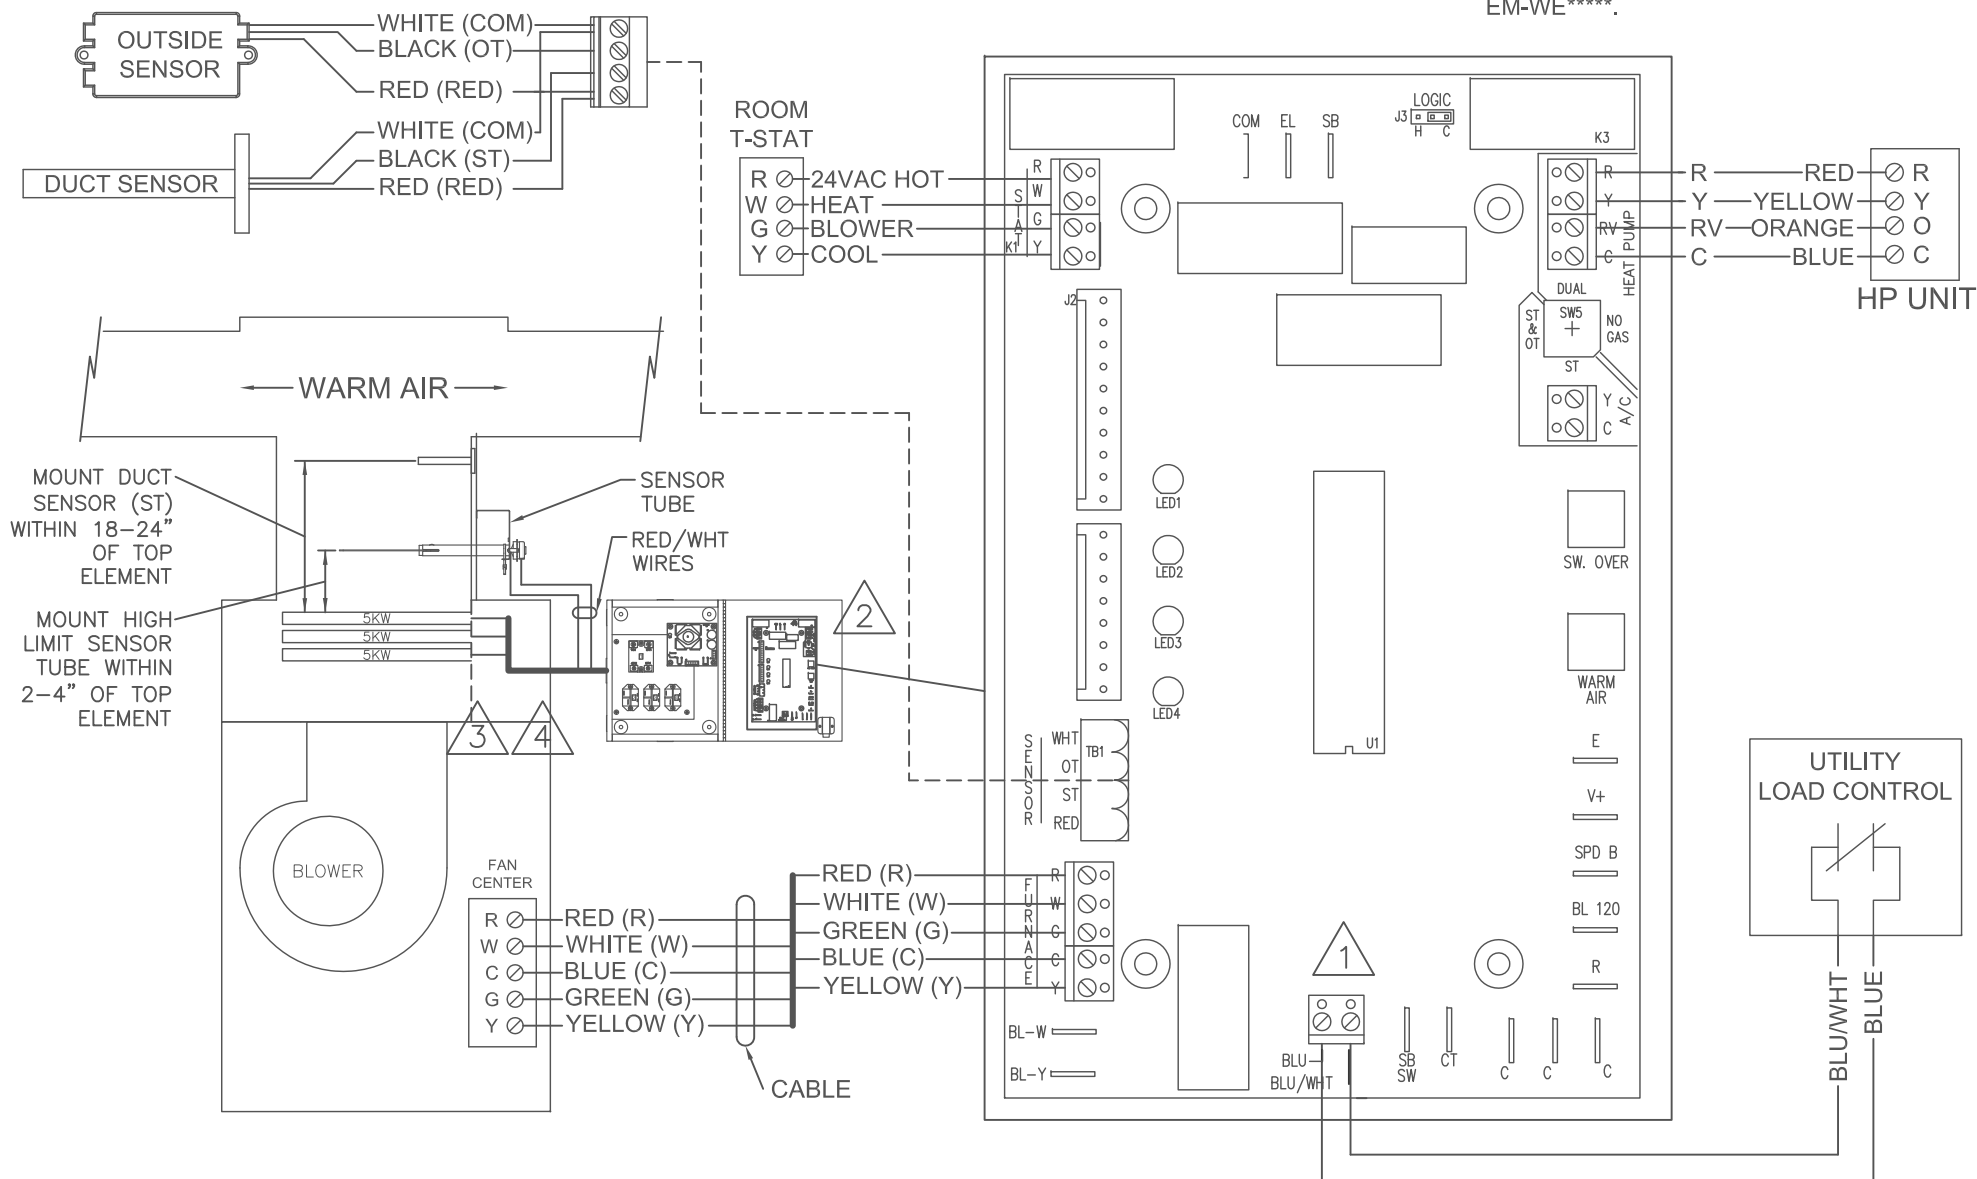 EM-WE*****.
OUTSIDE
SENSOR
WHITE (COM)
BLACK (OT)
RED (RED)
DUCT SENSOR
WHITE (COM)
BLACK (ST)
RED (RED)
ROOM
T-STAT
R 24VAC HOT
W HEAT
G BLOWER
Y COOL
STAT
K1
R
W
G
Y
COM
EL
SB
LOGIC
J3
H C
K3
R
Y
RV
C
HEAT PUMP
R RED R
Y YELLOW Y
RV ORANGE O
C BLUE C
HP UNIT
DUAL
SW5
ST
&
OT
NO
GAS
ST
Y
C
A/C
J2
WARM AIR
MOUNT DUCT
SENSOR (ST)
WITHIN 18-24"
OF TOP
ELEMENT
SENSOR
TUBE
RED/WHT
WIRES
MOUNT HIGH
LIMIT SENSOR
TUBE WITHIN
2-4" OF TOP
ELEMENT
5KW
5KW
5KW
2
3
4
LED1
LED2
LED3
LED4
U1
SW. OVER
WARM
AIR
SENSOR
WHT
OT
ST
RED
TB1
E
V+
SPD B
BL 120
R
UTILITY
LOAD CONTROL
BLU/WHT
BLUE
BLOWER
FAN
CENTER
R RED (R)
W WHITE (W)
C BLUE (C)
G GREEN (G)
Y YELLOW (Y)
CABLE
RED (R)
WHITE (W)
GREEN (G)
BLUE (C)
YELLOW (Y)
FURNACE
R
W
G
C
Y
BL-W
BL-Y
1
BLU
BLU/WHT
SB
SW
CT
C
C
C